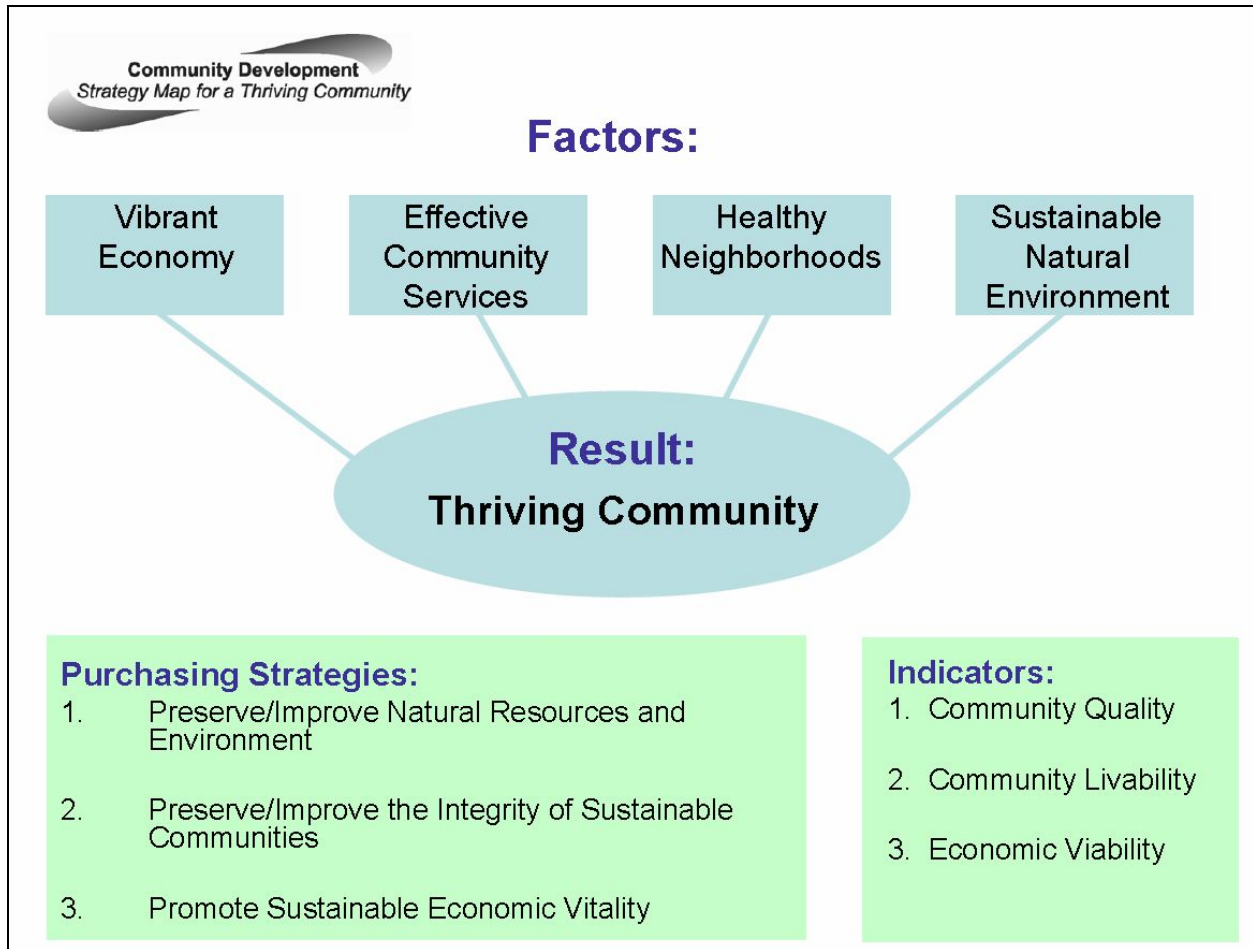 Community Development
Strategy Map for a Thriving Community
Factors:
Vibrant
Economy
Effective
Community
Services
Healthy
Neighborhoods
Sustainable
Natural
Environment
Result:
Thriving Community
Purchasing Strategies:
1. Preserve/Improve Natural Resources and
Environment
2. Preserve/Improve the Integrity of Sustainable
Communities
3. Promote Sustainable Economic Vitality
Indicators:
1. Community Quality
2. Community Livability
3. Economic Viability